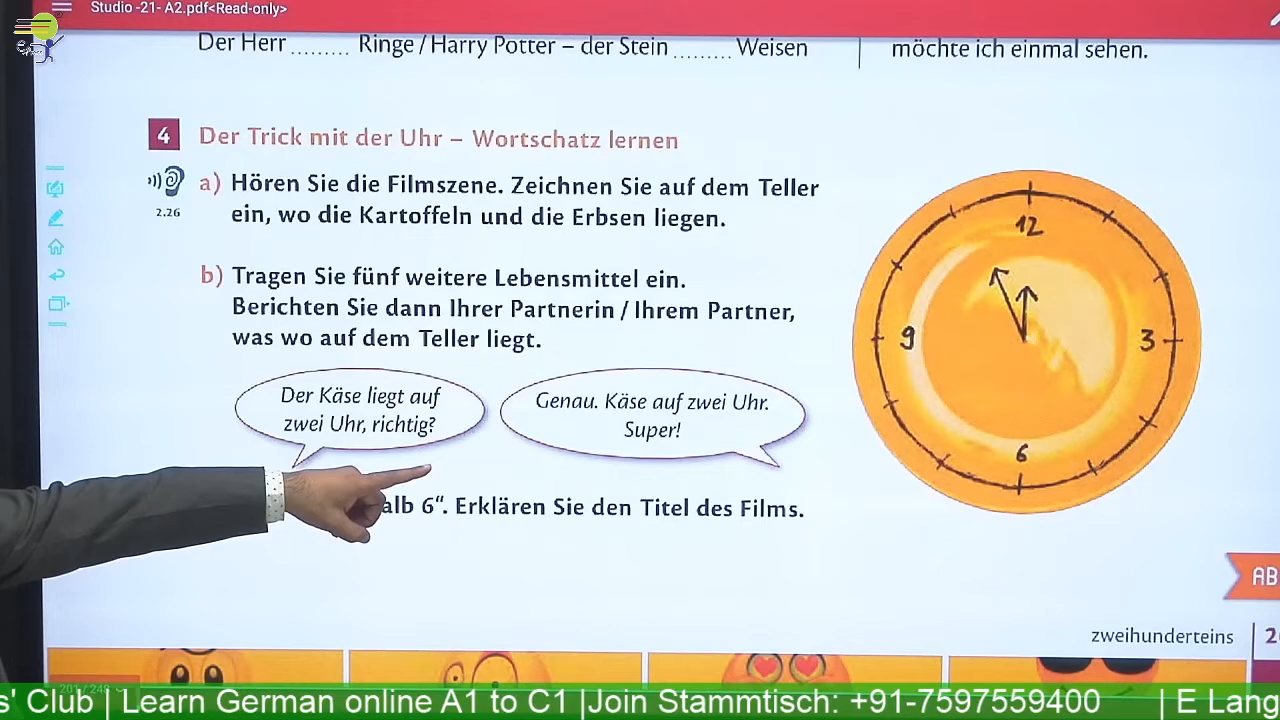 Studio -21- A2.pdf<Read-only>
Der Herr ......... Ringe / Harry Potter – der Stein ......... Weisen
möchte ich einmal sehen.
4 Der Trick mit der Uhr – Wortschatz lernen
2.26
a) Hören Sie die Filmszene. Zeichnen Sie auf dem Teller
ein, wo die Kartoffeln und die Erbsen liegen.
b) Tragen Sie fünf weitere Lebensmittel ein.
Berichten Sie dann Ihrer Partnerin / Ihrem Partner,
was wo auf dem Teller liegt.
Der Käse liegt auf
zwei Uhr, richtig?
Genau. Käse auf zwei Uhr.
Super!
alb 6“. Erklären Sie den Titel des Films.
12
3
6
9
AB
zweihunderteins
201 / 248
s' Club | Learn German online A1 to C1 |Join Stammtisch: +91-7597559400 | E Lang